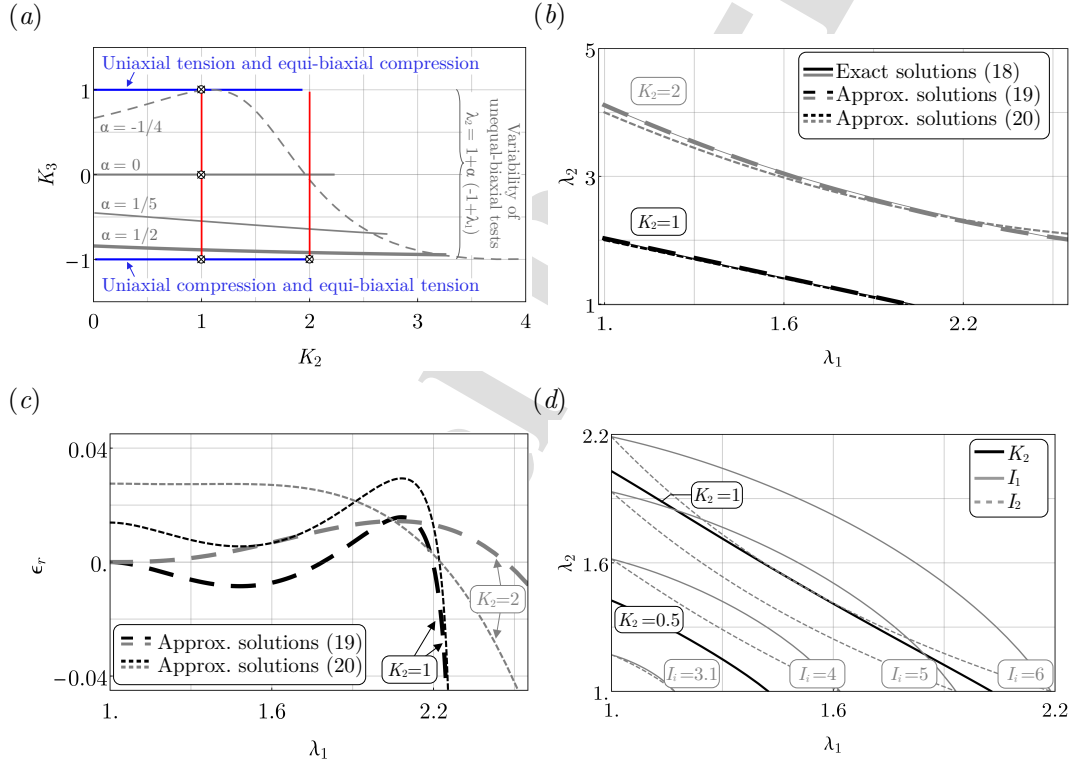 (a)
Uniaxial tension and equi-biaxial compression
1
α = -1/4
α = 0
0
α = 1/5
α = 1/2
−1
Uniaxial compression and equi-biaxial tension
Variability of
unequal-biaxial tests
λ₂ = 1+α (-1+λ₁)
K₃
0 1 2 3 4
K₂
(b)
5
K₂=2
Exact solutions (18)
Approx. solutions (19)
Approx. solutions (20)
3
λ₂
K₂=1
1
1. 1.6 2.2
λ₁
(c)
0.04
ϵᵣ
0.
K₂=2
Approx. solutions (19)
Approx. solutions (20)
K₂=1
−0.04
1. 1.6 2.2
λ₁
(d)
2.2
K₂
I₁
I₂
K₂=1
λ₂
1.6
K₂=0.5
Iᵢ=3.1 Iᵢ=4 Iᵢ=5 Iᵢ=6
1.
1. 1.6 2.2
λ₁